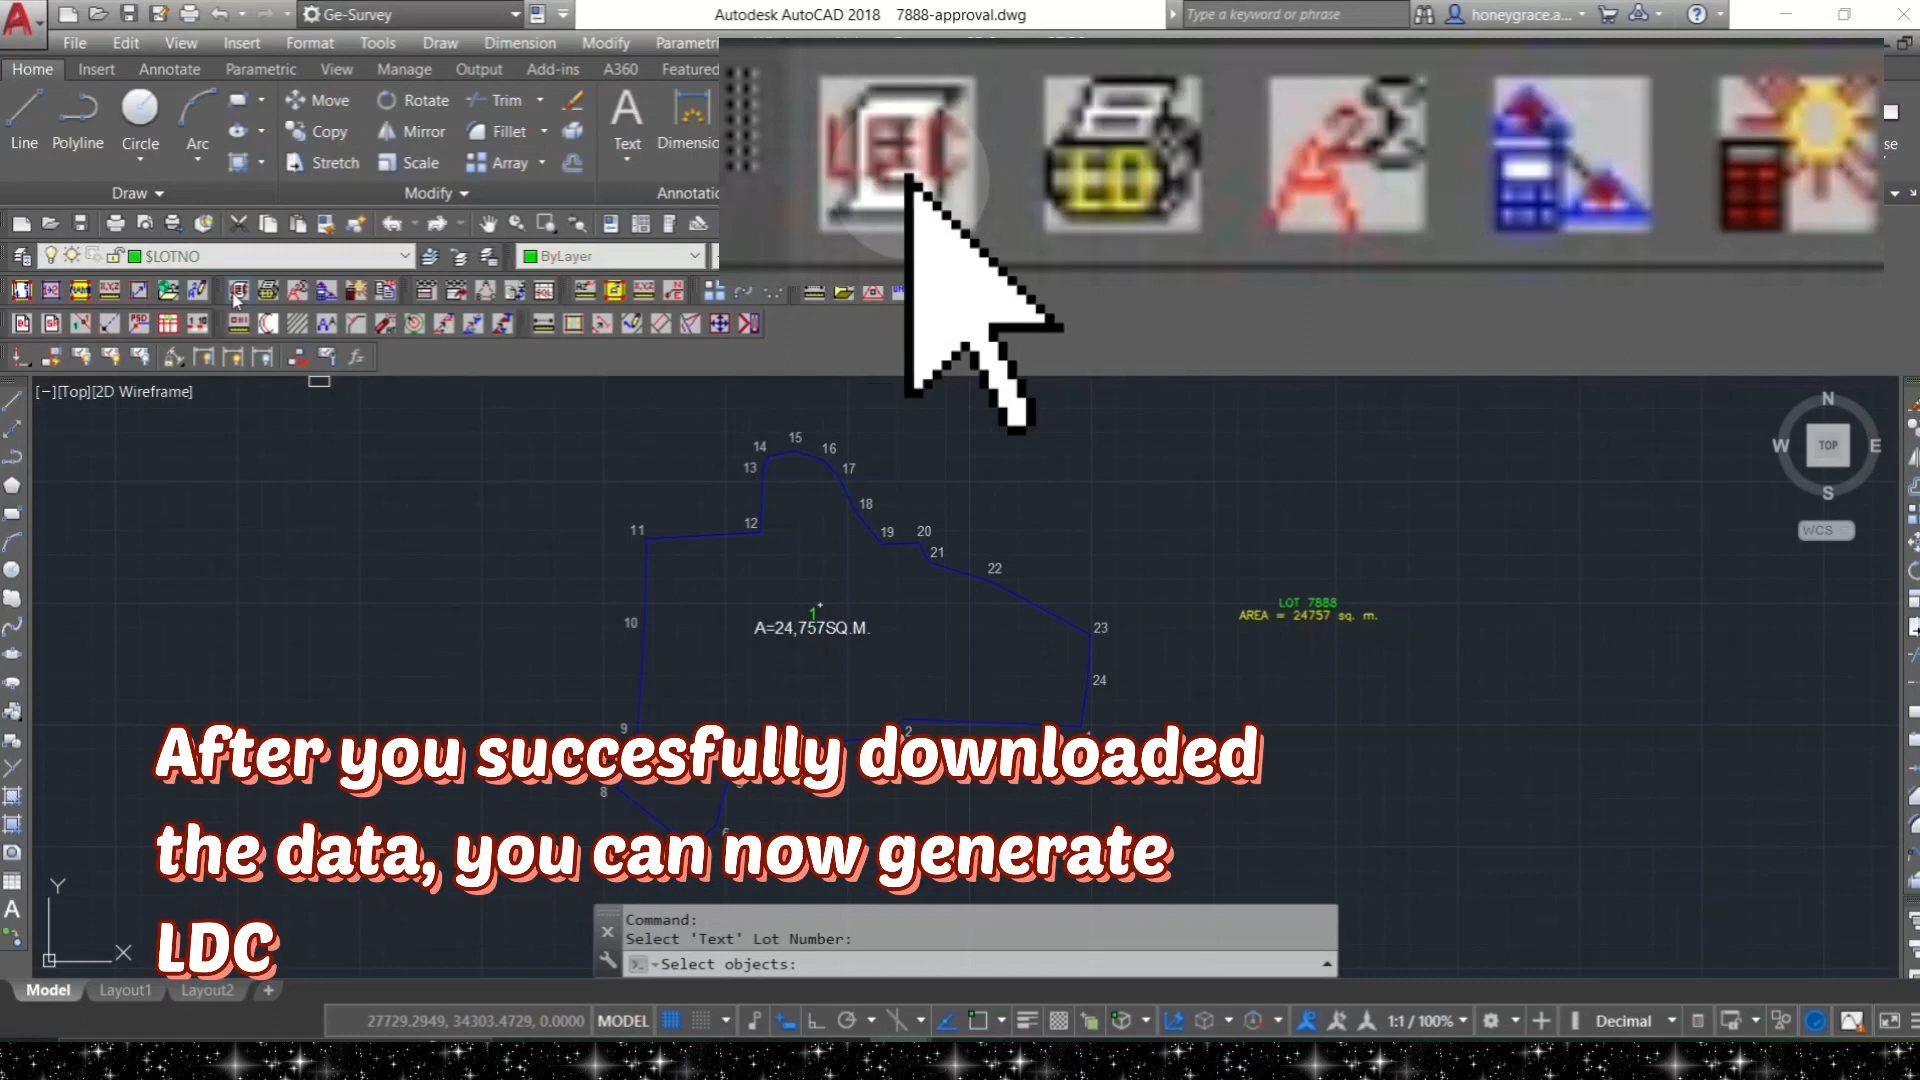 Ge-Survey
Autodesk AutoCAD 2018 7888-approval.dwg
Type a keyword or phrase
honeygrace.a...
File Edit View Insert Format Tools Draw Dimension Modify Parametri
Home Insert Annotate Parametric View Manage Output Add-ins A360 Featured
Move Rotate Trim
Line Polyline Circle Arc
Copy Mirror Fillet
Text Dimensio
Stretch Scale Array
Draw Modify Annotatio
se
$LOTNO
ByLayer
[−][Top][2D Wireframe]
N
W TOP E
S
WCS
15
14 16
13 17
18
11 12 19 20
21
22
10 1 23
A=24,757SQ.M.
24
LOT 7888
AREA = 24757 sq. m.
9 2
8
After you succesfully downloaded
the data, you can now generate
LDC
Y
X
Command:
Select 'Text' Lot Number:
Select objects:
Model Layout1 Layout2 +
27729.2949, 34303.4729, 0.0000 MODEL 1:1 / 100% Decimal